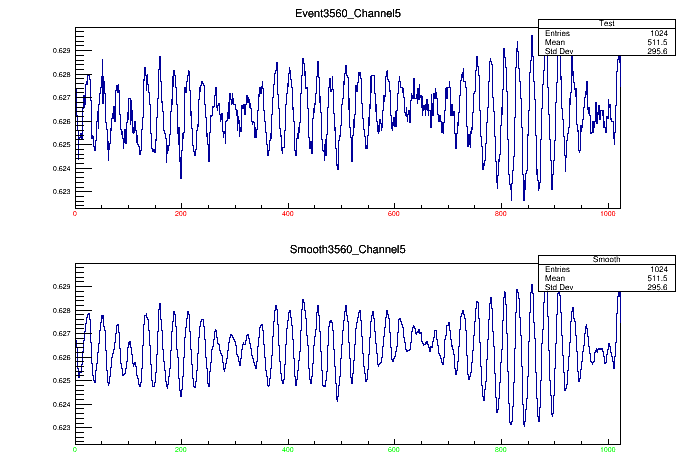 Event3560_Channel5
Test
Entries 1024
Mean 511.5
Std Dev 295.6
0.629
0.628
0.627
0.626
0.625
0.624
0.623
0 200 400 600 800 1000
Smooth3560_Channel5
Smooth
Entries 1024
Mean 511.5
Std Dev 295.6
0.629
0.628
0.627
0.626
0.625
0.624
0.623
0 200 400 600 800 1000